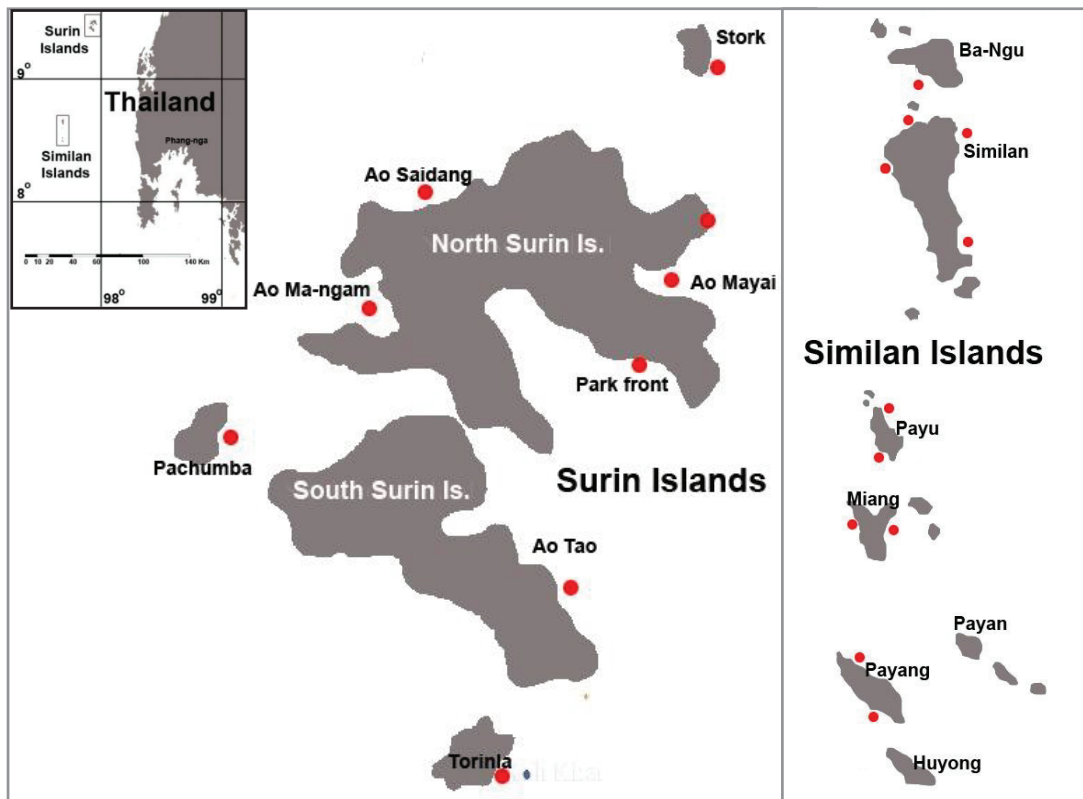 Surin
Islands
9°
Thailand
Phang-nga
Similan
Islands
8°
0 10 20 40 60 100 140 Km
98° 99°
Stork
Ao Saidang
North Surin Is.
Ao Ma-ngam
Ao Mayai
Park front
Pachumba
Surin Islands
South Surin Is.
Ao Tao
Torinla
Ba-Ngu
Similan
Similan Islands
Payu
Miang
Payan
Payang
Huyong